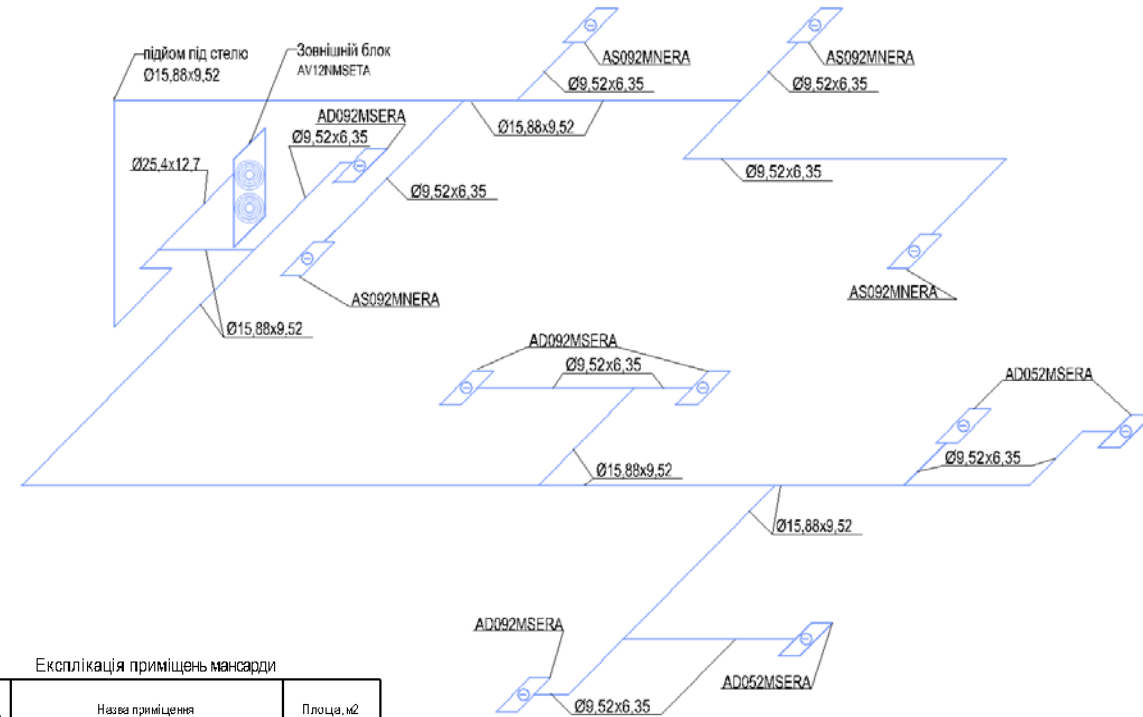 підйом під стелю
Ø15,88x9,52
Зовнішній блок
AV12NMSETA
AS092MNERA
AS092MNERA
Ø9,52x6,35
Ø9,52x6,35
AD092MSERA
Ø15,88x9,52
Ø9,52x6,35
Ø25,4x12,7
Ø9,52x6,35
Ø9,52x6,35
AS092MNERA
AS092MNERA
Ø15,88x9,52
AD092MSERA
Ø9,52x6,35
AD052MSERA
Ø9,52x6,35
Ø15,88x9,52
Ø15,88x9,52
AD092MSERA
AD052MSERA
Ø9,52x6,35
Експлікація приміщень мансарди
Назва приміщення
Площа, м2